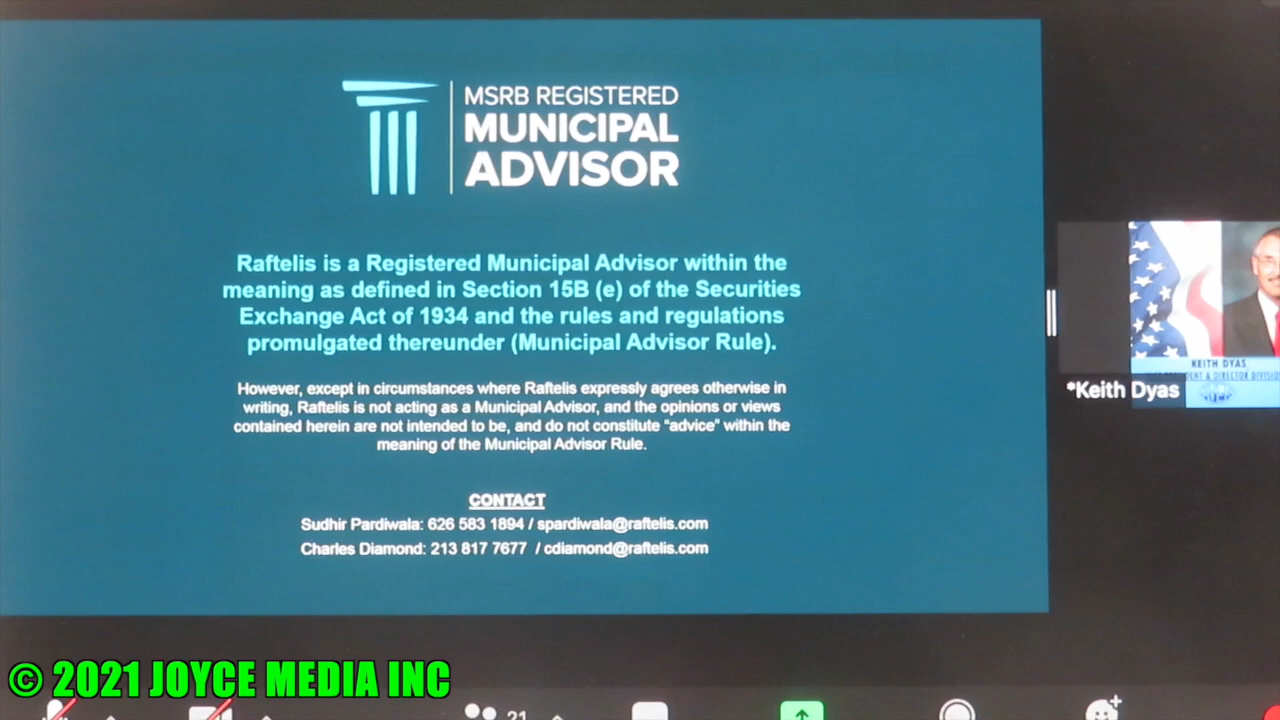 MSRB REGISTERED
MUNICIPAL
ADVISOR
Raftelis is a Registered Municipal Advisor within the
meaning as defined in Section 15B (e) of the Securities
Exchange Act of 1934 and the rules and regulations
promulgated thereunder (Municipal Advisor Rule).
However, except in circumstances where Raftelis expressly agrees otherwise in
writing, Raftelis is not acting as a Municipal Advisor, and the opinions or views
contained herein are not intended to be, and do not constitute “advice” within the
meaning of the Municipal Advisor Rule.
CONTACT
Sudhir Pardiwala: 626 583 1894 / spardiwala@raftelis.com
Charles Diamond: 213 817 7677 / cdiamond@raftelis.com
KEITH DYAS
& DIRECTOR
*Keith Dyas
© 2021 JOYCE MEDIA INC
21